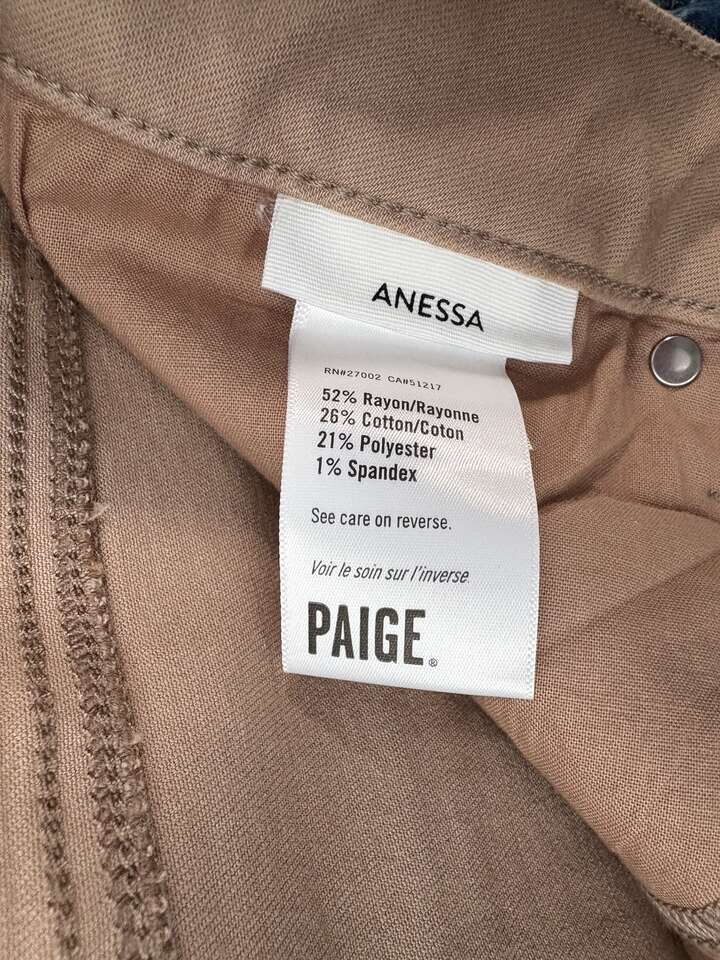 ANESSA
RN#27002 CA#51217
52% Rayon/Rayonne
26% Cotton/Coton
21% Polyester
1% Spandex
See care on reverse.
Voir le soin sur l'inverse
PAIGE®